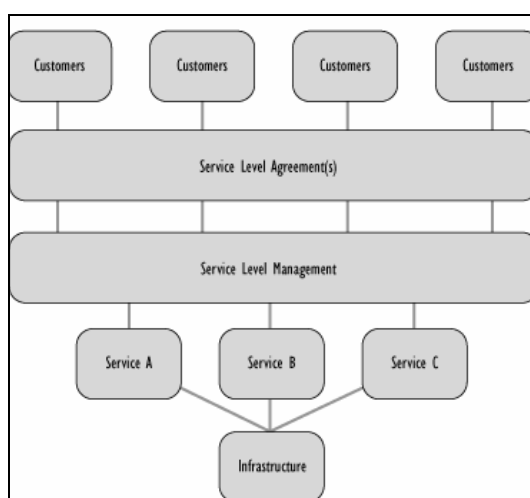 Customers
Customers
Customers
Customers
Service Level Agreement(s)
Service Level Management
Service A
Service B
Service C
Infrastructure